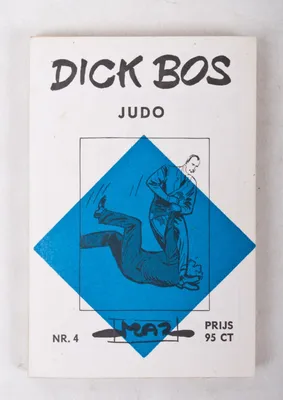 DICK BOS
JUDO
NR. 4
MAZ
PRIJS
95 CT